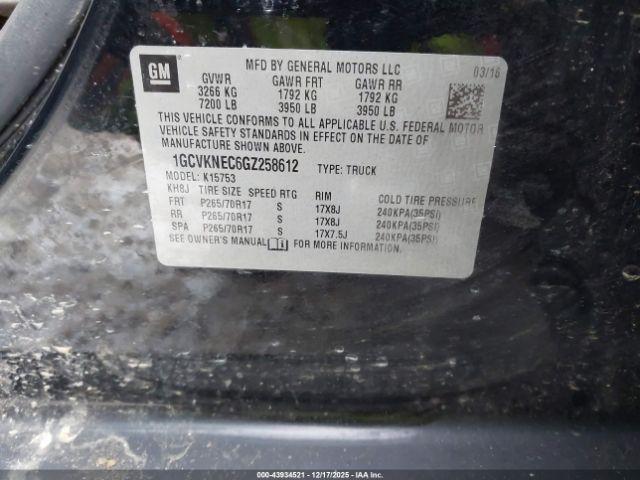 GM
MFD BY GENERAL MOTORS LLC
03/16
GVWR GAWR FRT GAWR RR
3266 KG 1792 KG 1792 KG
7200 LB 3950 LB 3950 LB
THIS VEHICLE CONFORMS TO ALL APPLICABLE U.S. FEDERAL MOTOR
VEHICLE SAFETY STANDARDS IN EFFECT ON THE DATE OF
MANUFACTURE SHOWN ABOVE.
1GCVKNEC6GZ258612 TYPE: TRUCK
MODEL: K15753
KH8J TIRE SIZE SPEED RTG RIM COLD TIRE PRESSURE
FRT P265/70R17 S 17X8J 240KPA(35PSI)
RR P265/70R17 S 17X8J 240KPA(35PSI)
SPA P265/70R17 S 17X7.5J 240KPA(35PSI)
SEE OWNER'S MANUAL FOR MORE INFORMATION.
000-43934521 - 12/17/2025 - COPYRIGHT IAA, LLC